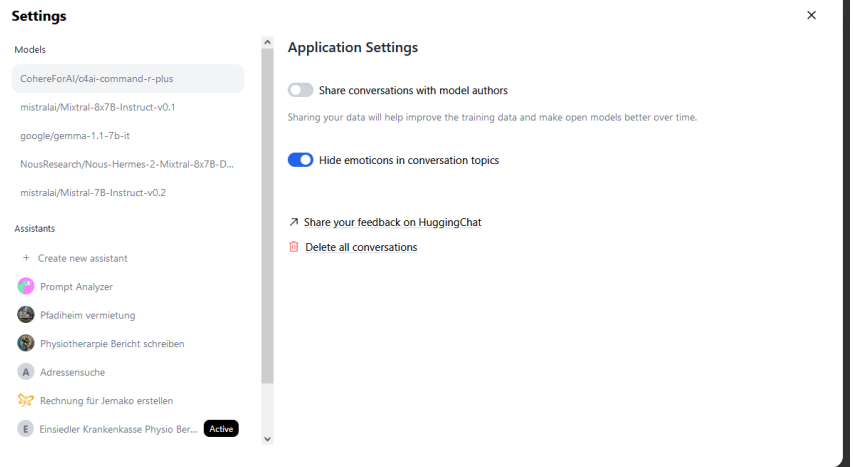 Settings
Models
CohereForAI/c4ai-command-r-plus
mistralai/Mixtral-8x7B-Instruct-v0.1
google/gemma-1.1-7b-it
NousResearch/Nous-Hermes-2-Mixtral-8x7B-D...
mistralai/Mistral-7B-Instruct-v0.2
Assistants
+ Create new assistant
Prompt Analyzer
Pfadiheim vermietung
Physiotherarpie Bericht schreiben
A Adressensuche
Rechnung für Jemako erstellen
E Einsiedler Krankenkasse Physio Ber... Active
Application Settings
Share conversations with model authors
Sharing your data will help improve the training data and make open models better over time.
Hide emoticons in conversation topics
Share your feedback on HuggingChat
Delete all conversations